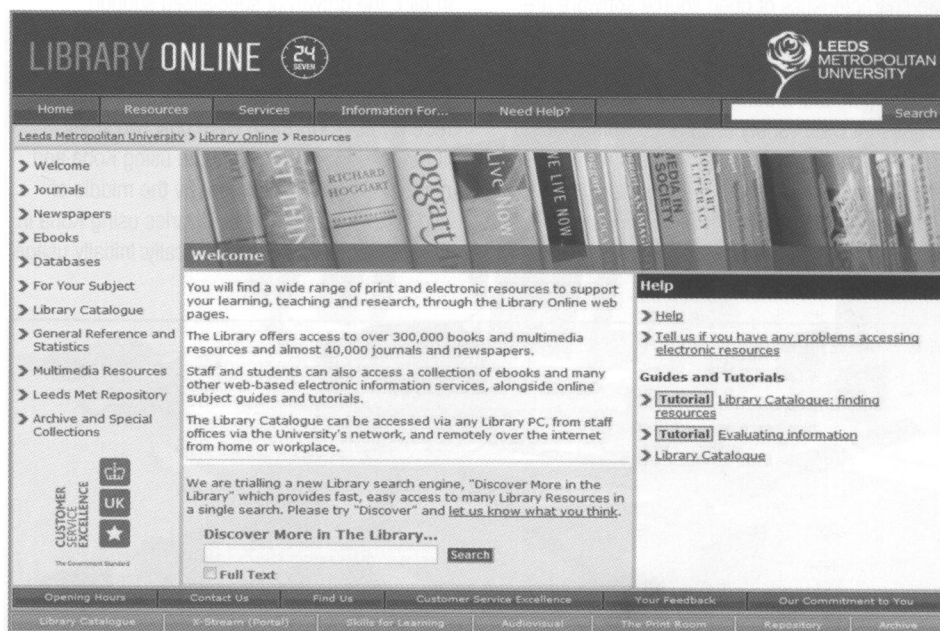 LIBRARY ONLINE
24
SEVEN
LEEDS
METROPOLITAN
UNIVERSITY
Home Resources Services Information For... Need Help? Search
Leeds Metropolitan University > Library Online > Resources
Welcome
Journals
Newspapers
Ebooks
Databases
For Your Subject
Library Catalogue
General Reference and
Statistics
Multimedia Resources
Leeds Met Repository
Archive and Special
Collections
CUSTOMER
SERVICE
EXCELLENCE
UK
The Government Standard
RICHARD
HOGGART
oggart
Live
Now
LIVE NOW
MEDIA IN
SOCIETY
HOGGART
LITERACY
Welcome
You will find a wide range of print and electronic resources to support
your learning, teaching and research, through the Library Online web
pages.
The Library offers access to over 300,000 books and multimedia
resources and almost 40,000 journals and newspapers.
Staff and students can also access a collection of ebooks and many
other web-based electronic information services, alongside online
subject guides and tutorials.
The Library Catalogue can be accessed via any Library PC, from staff
offices via the University's network, and remotely over the internet
from home or workplace.
We are trialling a new Library search engine, "Discover More in the
Library" which provides fast, easy access to many Library Resources in
a single search. Please try "Discover" and let us know what you think.
Discover More in The Library...
Search
Full Text
Help
Help
Tell us if you have any problems accessing
electronic resources
Guides and Tutorials
Tutorial Library Catalogue: finding
resources
Tutorial Evaluating information
Library Catalogue
Opening Hours Contact Us Find Us Customer Service Excellence Your Feedback Our Commitment to You
Library Catalogue X-Stream (Portal) Skills for Learning Audiovisual The Print Room Repository Archive